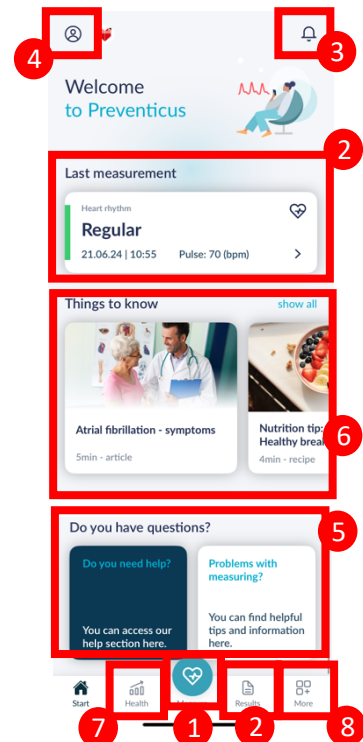 4
3
Welcome
to Preventicus
2
Last measurement
Heart rhythm
Regular
21.06.24 | 10:55 Pulse: 70 (bpm)
Things to know show all
Atrial fibrillation - symptoms
5min - article
Nutrition tip:
Healthy brea
4min - recipe
6
Do you have questions?
5
Do you need help?
You can access our
help section here.
Problems with
measuring?
You can find helpful
tips and information
here.
Start Health Results More
7 1 2 8